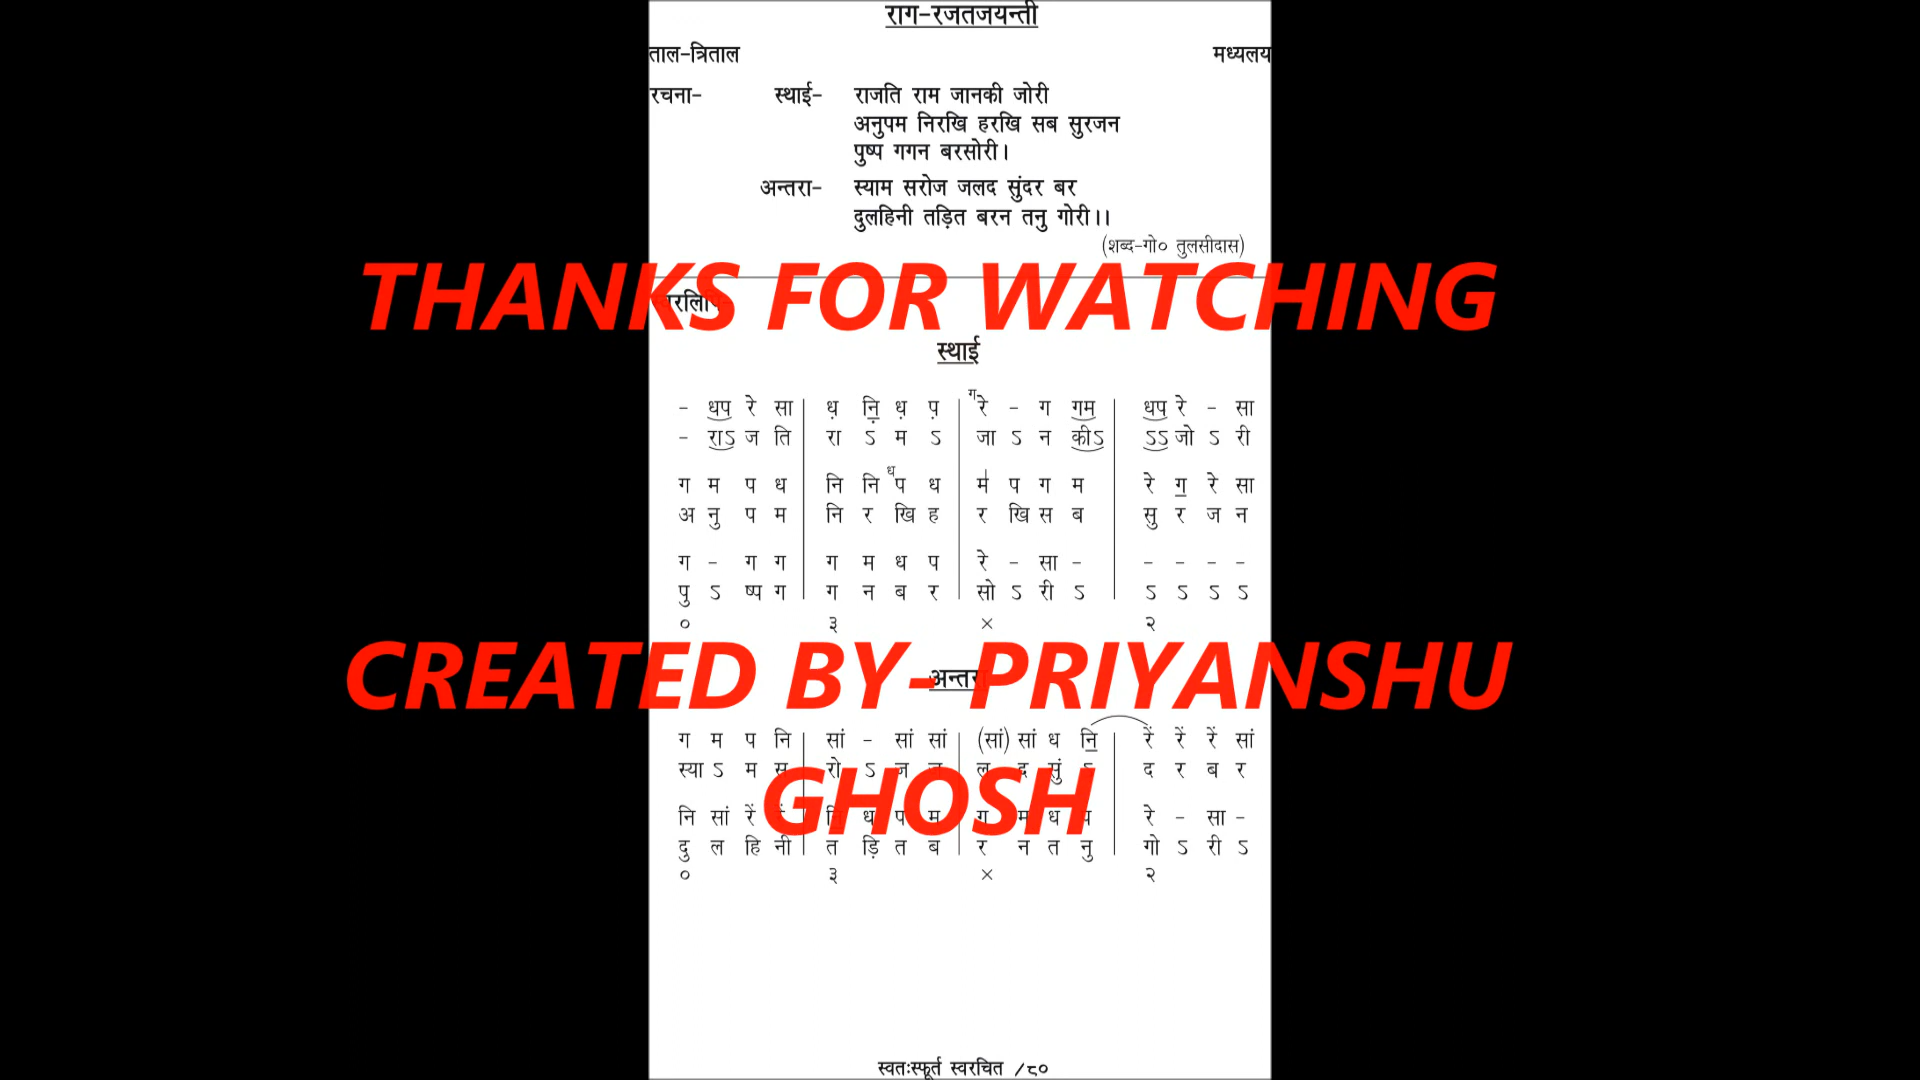 राग-रजतजयन्ती
ताल-त्रिताल मध्यलय
रचना- स्थाई- राजति राम जानकी जोरी
अनुपम निरखि हरखि सब सुरजन
पुष्प गगन बरसोरी।
अन्तरा- स्याम सरोज जलद सुंदर बर
दुलहिनी तड़ित बरन तनु गोरी।।
(शब्द-गो० तुलसीदास)
THANKS FOR WATCHING
स्थाई
- धप रे सा | ध़ नि़॒ ध़ प़ | ग रे - ग गम | धप रे - सा
- राऽ ज ति | रा ऽ म ऽ | जा ऽ न कीऽ | ऽऽ जो ऽ री
ग म प ध | नि नि ध प ध | म॑ प ग म | रे ग॒ रे सा
अ नु प म | नि र खि ह | र खि स ब | सु र ज न
ग - ग ग | ग म ध प | रे - सा - | - - - -
पु ऽ ष्प ग | ग न ब र | सो ऽ री ऽ | ऽ ऽ ऽ ऽ
० ३ × २
CREATED BY- PRIYANSHU
अन्तरा
ग म प नि | सां - सां सां | (सां) सां ध नि॒ | रें रें रें सां
स्या ऽ म स | रो ऽ ज ज | ल द सुं ऽ | द र ब र
GHOSH
नि सां रें | ध प म | ग म ध प | रे - सा -
दु ल हि नी | त ड़ि त ब | र न त नु | गो ऽ री ऽ
० ३ × २
स्वतःस्फूर्त स्वरचित /८०